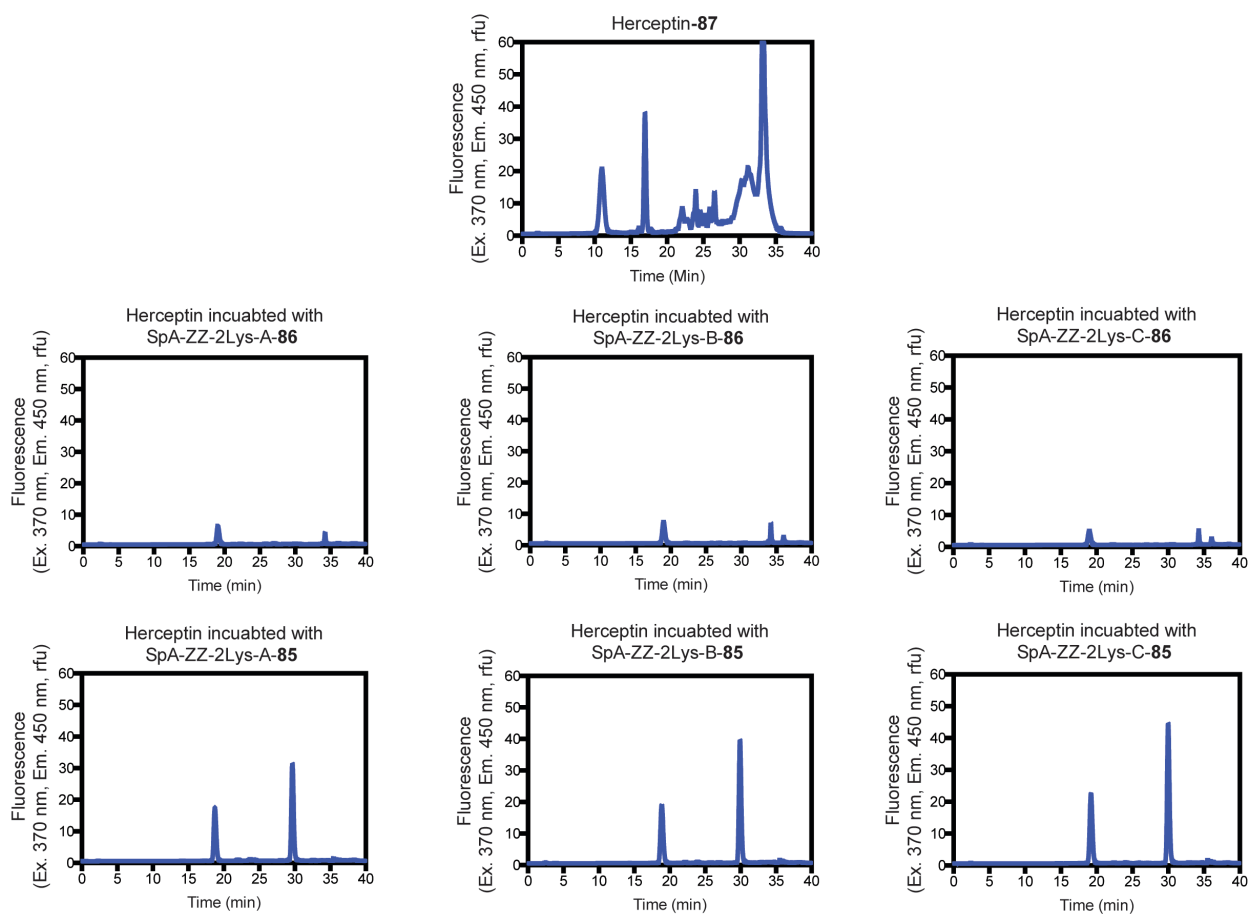 Herceptin-87
Fluorescence
(Ex. 370 nm, Em. 450 nm, rfu)
60
50
40
30
20
10
0
0 5 10 15 20 25 30 35 40
Time (Min)
Herceptin incuabted with
SpA-ZZ-2Lys-A-86
Fluorescence
(Ex. 370 nm, Em. 450 nm, rfu)
60
50
40
30
20
10
0
0 5 10 15 20 25 30 35 40
Time (min)
Herceptin incuabted with
SpA-ZZ-2Lys-B-86
Fluorescence
(Ex. 370 nm, Em. 450 nm, rfu)
60
50
40
30
20
10
0
0 5 10 15 20 25 30 35 40
Time (min)
Herceptin incuabted with
SpA-ZZ-2Lys-C-86
Fluorescence
(Ex. 370 nm, Em. 450 nm, rfu)
60
50
40
30
20
10
0
0 5 10 15 20 25 30 35 40
Time (min)
Herceptin incuabted with
SpA-ZZ-2Lys-A-85
Fluorescence
(Ex. 370 nm, Em. 450 nm, rfu)
60
50
40
30
20
10
0
0 5 10 15 20 25 30 35 40
Time (min)
Herceptin incuabted with
SpA-ZZ-2Lys-B-85
Fluorescence
(Ex. 370 nm, Em. 450 nm, rfu)
60
50
40
30
20
10
0
0 5 10 15 20 25 30 35 40
Time (min)
Herceptin incuabted with
SpA-ZZ-2Lys-C-85
Fluorescence
(Ex. 370 nm, Em. 450 nm, rfu)
60
50
40
30
20
10
0
0 5 10 15 20 25 30 35 40
Time (min)